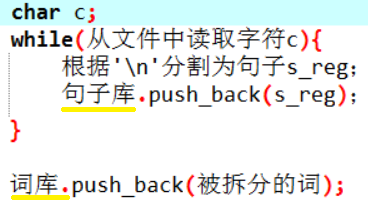 char c;
while(从文件中读取字符c){
根据'\n'分割为句子s_reg;
句子库.push_back(s_reg);
}
词库.push_back(被拆分的词);